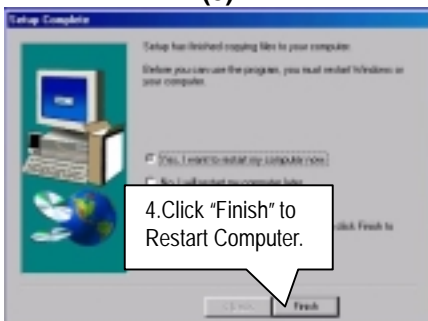 Setup Complete
Setup has finished copying files to your computer.
Before you can use the program, you must restart Windows or
your computer.
Yes, I want to restart my computer now.
No, I will restart my computer later.
4.Click “Finish” to
Restart Computer.
click Finish to
Finish